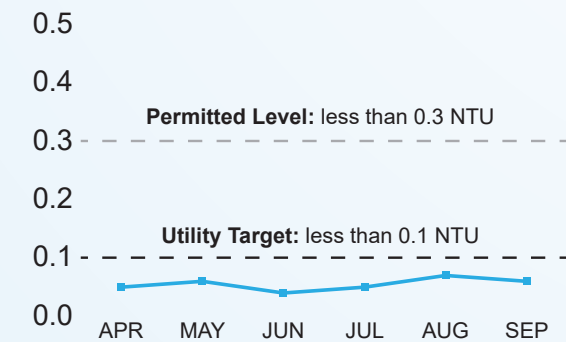 0.5
0.4
Permitted Level: less than 0.3 NTU
0.3
0.2
Utility Target: less than 0.1 NTU
0.1
0.0
APR MAY JUN JUL AUG SEP